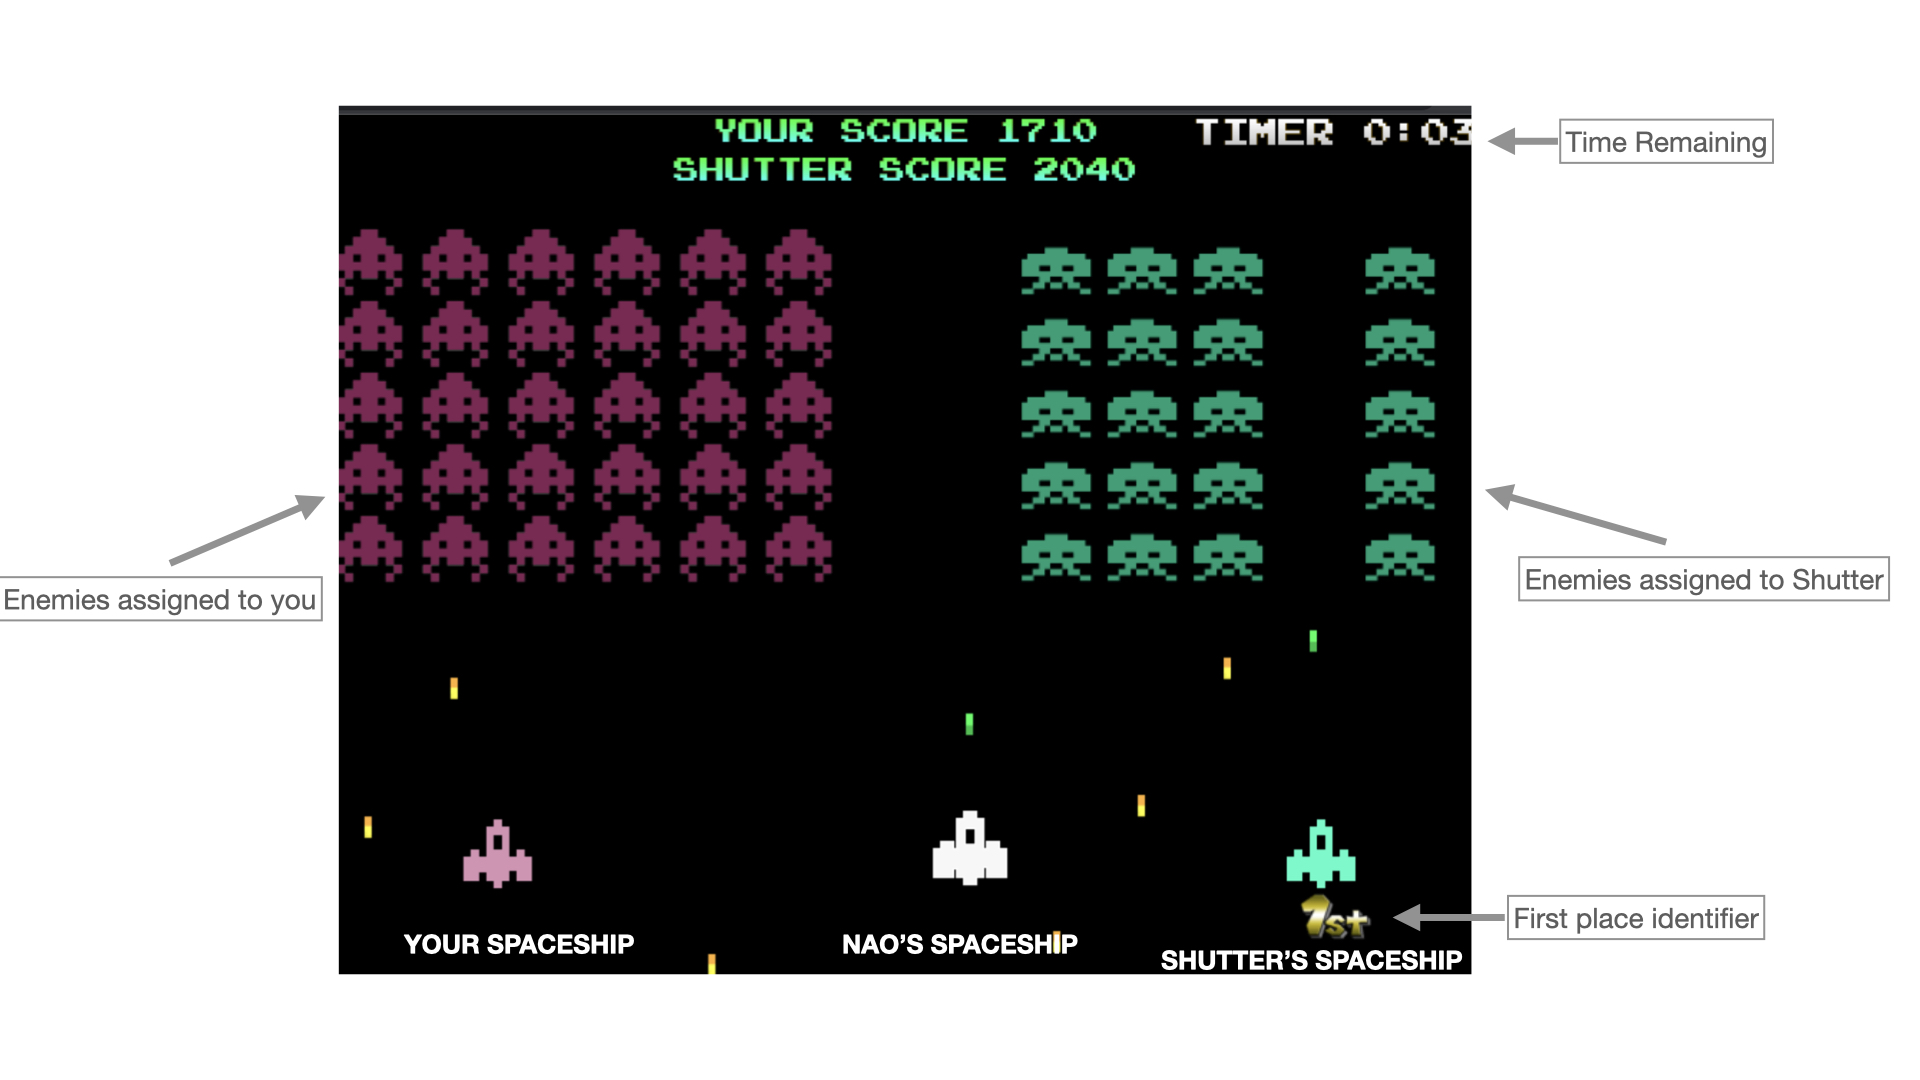 YOUR SCORE 1710
TIMER 0:03
SHUTTER SCORE 2040
Time Remaining
Enemies assigned to you
Enemies assigned to Shutter
1st
First place identifier
YOUR SPACESHIP
NAO'S SPACESHIP
SHUTTER'S SPACESHIP